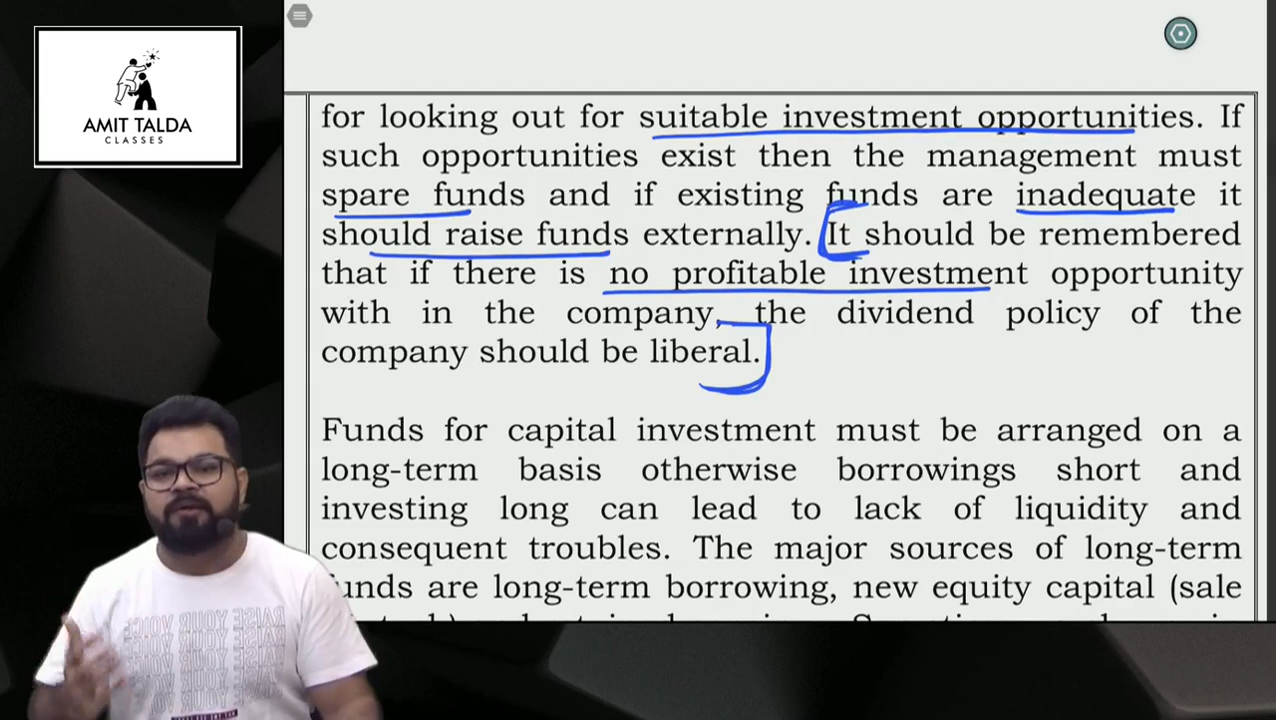 AMIT TALDA
CLASSES
for looking out for suitable investment opportunities. If
such opportunities exist then the management must
spare funds and if existing funds are inadequate it
should raise funds externally. It should be remembered
that if there is no profitable investment opportunity
with in the company, the dividend policy of the
company should be liberal.
Funds for capital investment must be arranged on a
long-term basis otherwise borrowings short and
investing long can lead to lack of liquidity and
consequent troubles. The major sources of long-term
funds are long-term borrowing, new equity capital (sale
RAISE YOUR VOICE